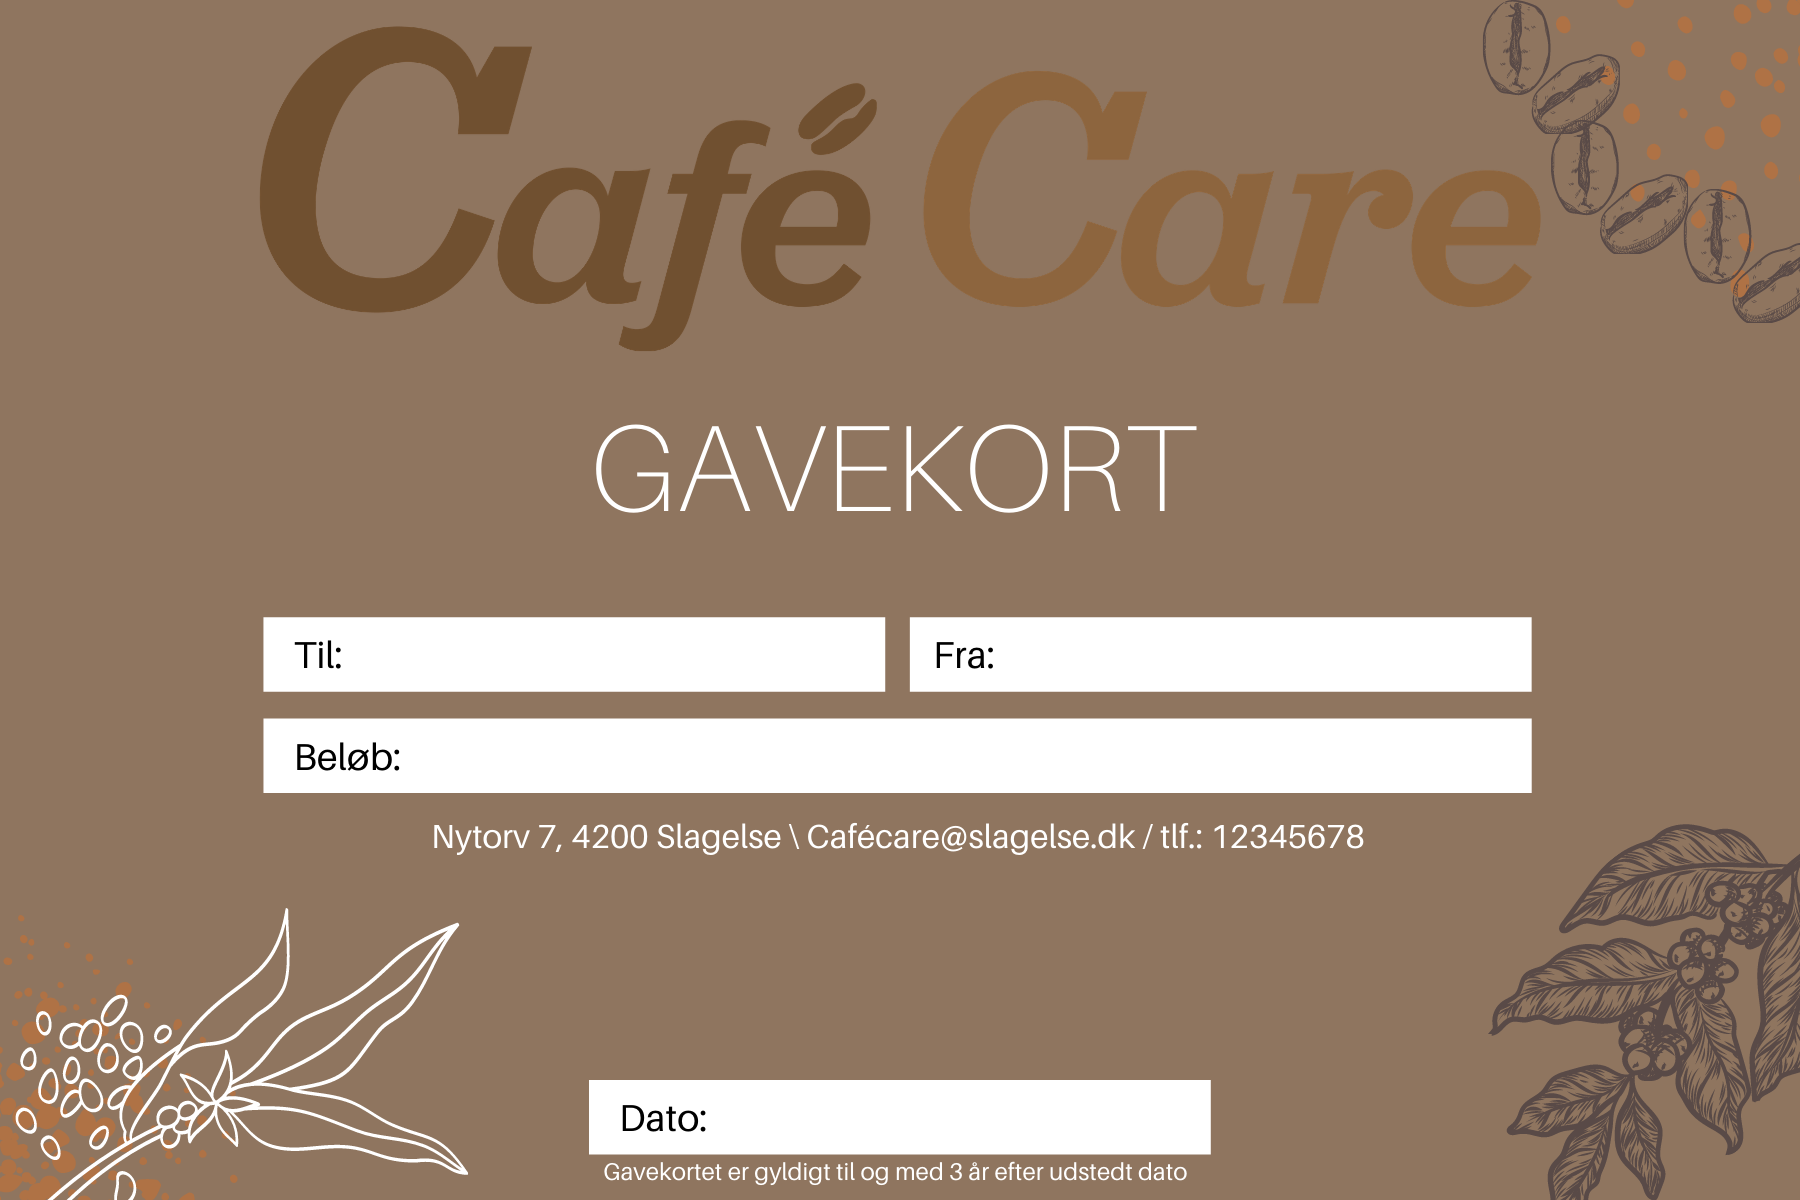 Café Care
GAVEKORT
Til:
Fra:
Beløb:
Nytorv 7, 4200 Slagelse \ Cafécare@slagelse.dk / tlf.: 12345678
Dato:
Gavekortet er gyldigt til og med 3 år efter udstedt dato